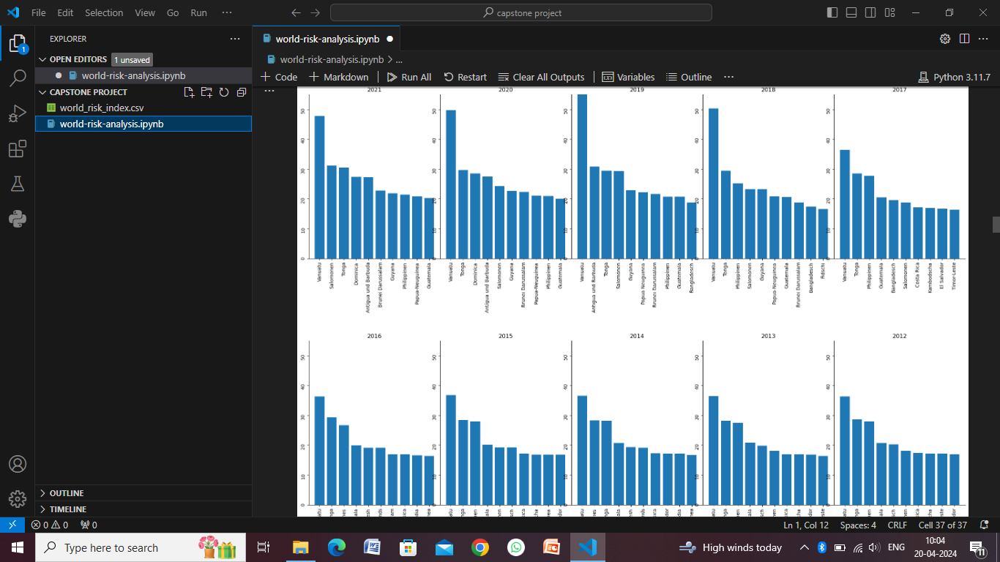 File Edit Selection View Go Run ··· capstone project
EXPLORER ···
1
OPEN EDITORS 1 unsaved
world-risk-analysis.ipynb
CAPSTONE PROJECT
world_risk_index.csv
world-risk-analysis.ipynb
OUTLINE
TIMELINE
world-risk-analysis.ipynb
world-risk-analysis.ipynb > ...
+ Code + Markdown Run All Restart Clear All Outputs Variables Outline ··· Python 3.11.7
2021 2020 2019 2018 2017
50 50 50 50 50
40 40 40 40 40
30 30 30 30 30
20 20 20 20
10 10 10 10 10
0 0 0 0 0
Vanuatu Salomonen Tonga Dominica Antigua und Barbuda Brunei Darussalam Guyana Philippinen Papua-Neuguinea Guatemala
Vanuatu Tonga Dominica Antigua und Barbuda Salomonen Guyana Brunei Darussalam Papua-Neuguinea Philippinen Guatemala
Vanuatu Antigua und Barbuda Tonga Salomonen Guyana Papua-Neuguinea Brunei Darussalam Philippinen Guatemala Bangladesch
Vanuatu Tonga Philippinen Salomonen Guyana Papua-Neuguinea Guatemala Brunei Darussalam Bangladesch Fidschi
Vanuatu Tonga Philippinen Guatemala Bangladesch Salomonen Costa Rica Kambodscha El Salvador Timor-Leste
2016 2015 2014 2013 2012
50 50 50 50 50
40 40 40 40 40
30 30 30 30 30
20 20 20 20 20
10 10 10 10 10
0 0 0 0 0
0 0 0 Ln 1, Col 12 Spaces: 4 CRLF Cell 37 of 37
Type here to search High winds today ENG 10:04
20-04-2024
11